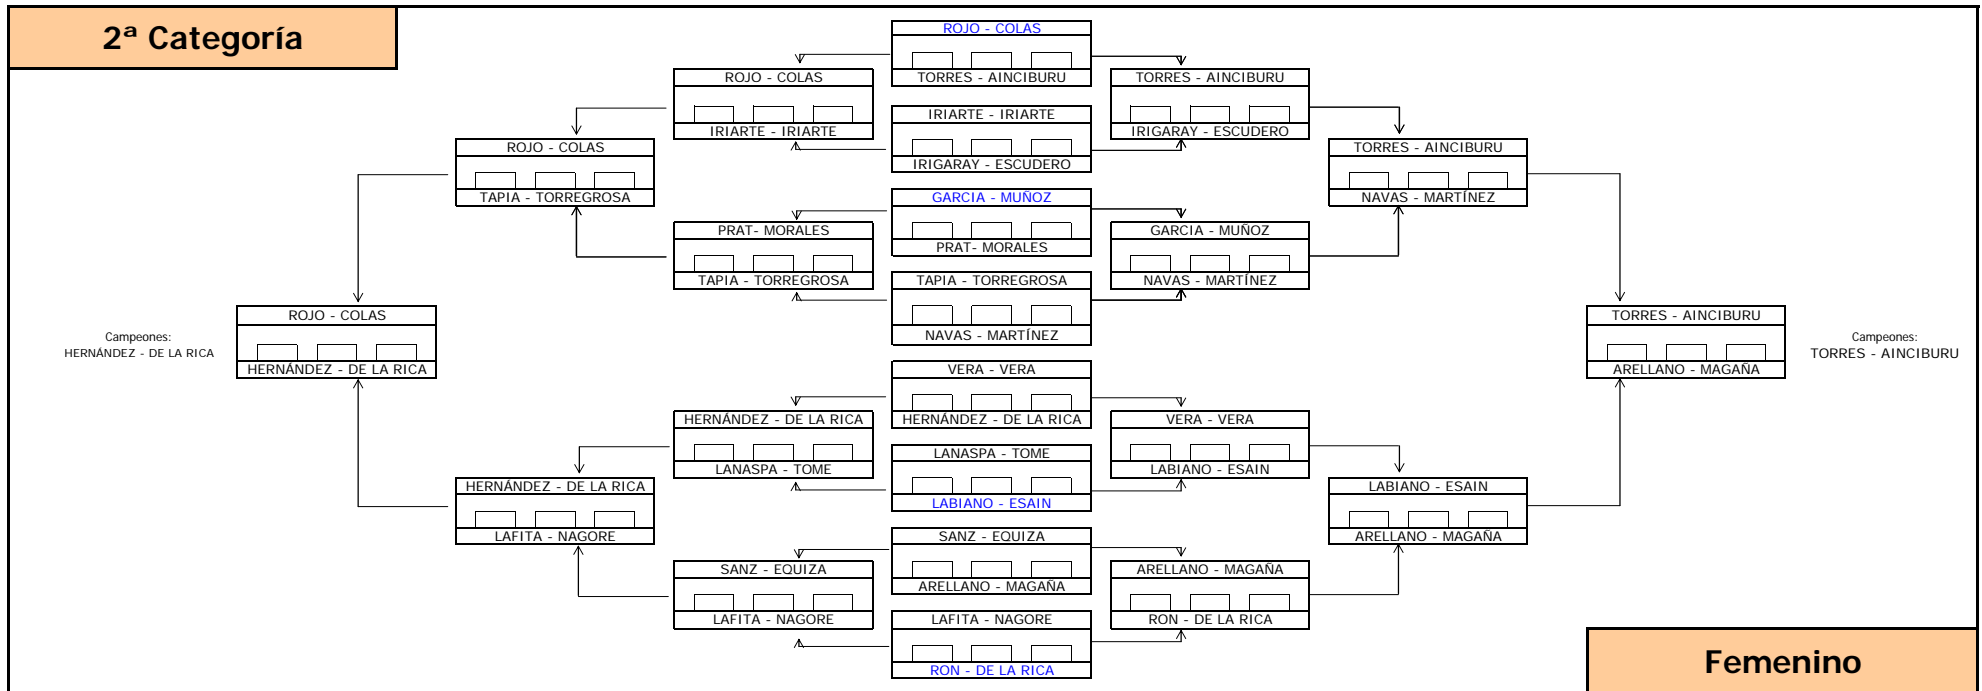 2ª Categoría
ROJO - COLAS
TORRES - AINCIBURU
IRIARTE - IRIARTE
IRIGARAY - ESCUDERO
GARCIA - MUÑOZ
PRAT- MORALES
TAPIA - TORREGROSA
NAVAS - MARTÍNEZ
VERA - VERA
HERNÁNDEZ - DE LA RICA
LANASPA - TOME
LABIANO - ESAIN
SANZ - EQUIZA
ARELLANO - MAGAÑA
LAFITA - NAGORE
RON - DE LA RICA
ROJO - COLAS
IRIARTE - IRIARTE
PRAT- MORALES
TAPIA - TORREGROSA
HERNÁNDEZ - DE LA RICA
LANASPA - TOME
SANZ - EQUIZA
LAFITA - NAGORE
ROJO - COLAS
TAPIA - TORREGROSA
HERNÁNDEZ - DE LA RICA
LAFITA - NAGORE
ROJO - COLAS
HERNÁNDEZ - DE LA RICA
Campeones:
HERNÁNDEZ - DE LA RICA
TORRES - AINCIBURU
IRIGARAY - ESCUDERO
GARCIA - MUÑOZ
NAVAS - MARTÍNEZ
VERA - VERA
LABIANO - ESAIN
ARELLANO - MAGAÑA
RON - DE LA RICA
TORRES - AINCIBURU
NAVAS - MARTÍNEZ
LABIANO - ESAIN
ARELLANO - MAGAÑA
TORRES - AINCIBURU
ARELLANO - MAGAÑA
Campeones:
TORRES - AINCIBURU
Femenino